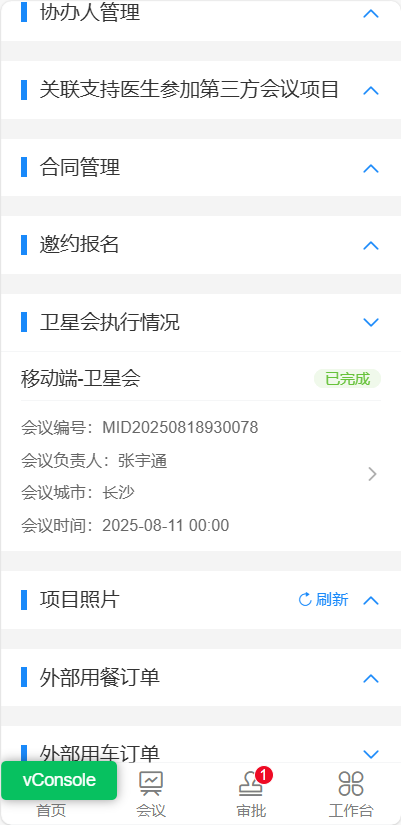 协办人管理
关联支持医生参加第三方会议项目
合同管理
邀约报名
卫星会执行情况
移动端-卫星会 已完成
会议编号：MID20250818930078
会议负责人：张宇通
会议城市：长沙
会议时间：2025-08-11 00:00
项目照片 刷新
外部用餐订单
外部用车订单
vConsole
1
首页 会议 审批 工作台